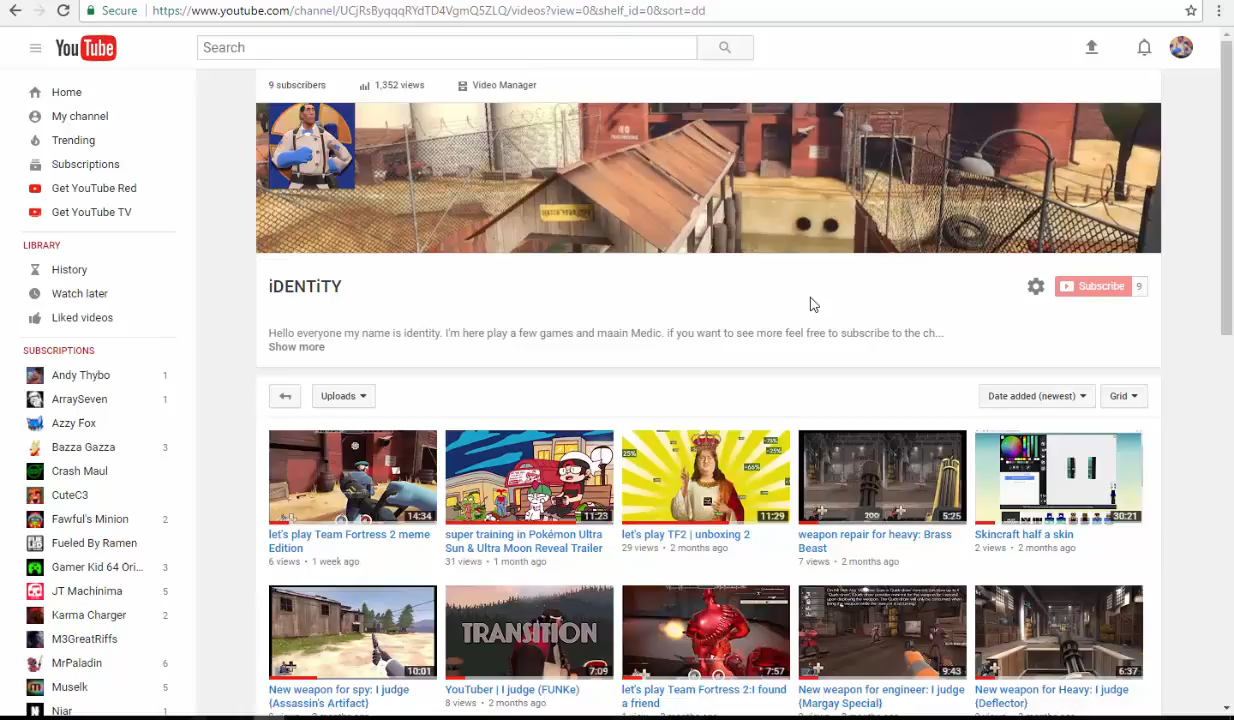 Secure https://www.youtube.com/channel/UCjRsByqqqRYdTD4VgmQ5ZLQ/videos?view=0&shelf_id=0&sort=dd
YouTube
Search
9 subscribers 1,352 views Video Manager
Home
My channel
Trending
Subscriptions
Get YouTube Red
Get YouTube TV
LIBRARY
History
Watch later
Liked videos
SUBSCRIPTIONS
Andy Thybo 1
ArraySeven 1
Azzy Fox
Bazza Gazza 3
Crash Maul
CuteC3
Fawful's Minion 2
Fueled By Ramen
Gamer Kid 64 Ori... 3
JT Machinima 5
Karma Charger 2
M3GreatRiffs
MrPaladin 6
Muselk 5
Niar
iDENTiTY
Subscribe 9
Hello everyone my name is identity. I'm here play a few games and maain Medic. if you want to see more feel free to subscribe to the ch...
Show more
Uploads
Date added (newest) Grid
14:34
let's play Team Fortress 2 meme
Edition
6 views • 1 week ago
11:23
super training in Pokémon Ultra
Sun & Ultra Moon Reveal Trailer
31 views • 1 month ago
25%
-66%
11:29
let's play TF2 | unboxing 2
29 views • 2 months ago
200
5:25
weapon repair for heavy: Brass
Beast
7 views • 2 months ago
30:21
Skincraft half a skin
2 views • 2 months ago
10:01
New weapon for spy: I judge
{Assassin's Artifact}
TRANSITION
7:09
YouTuber | I judge (FUNKe)
8 views • 2 months ago
7:57
let's play Team Fortress 2:I found
a friend
9:43
New weapon for engineer: I judge
{Margay Special}
6:37
New weapon for Heavy: I judge
{Deflector}